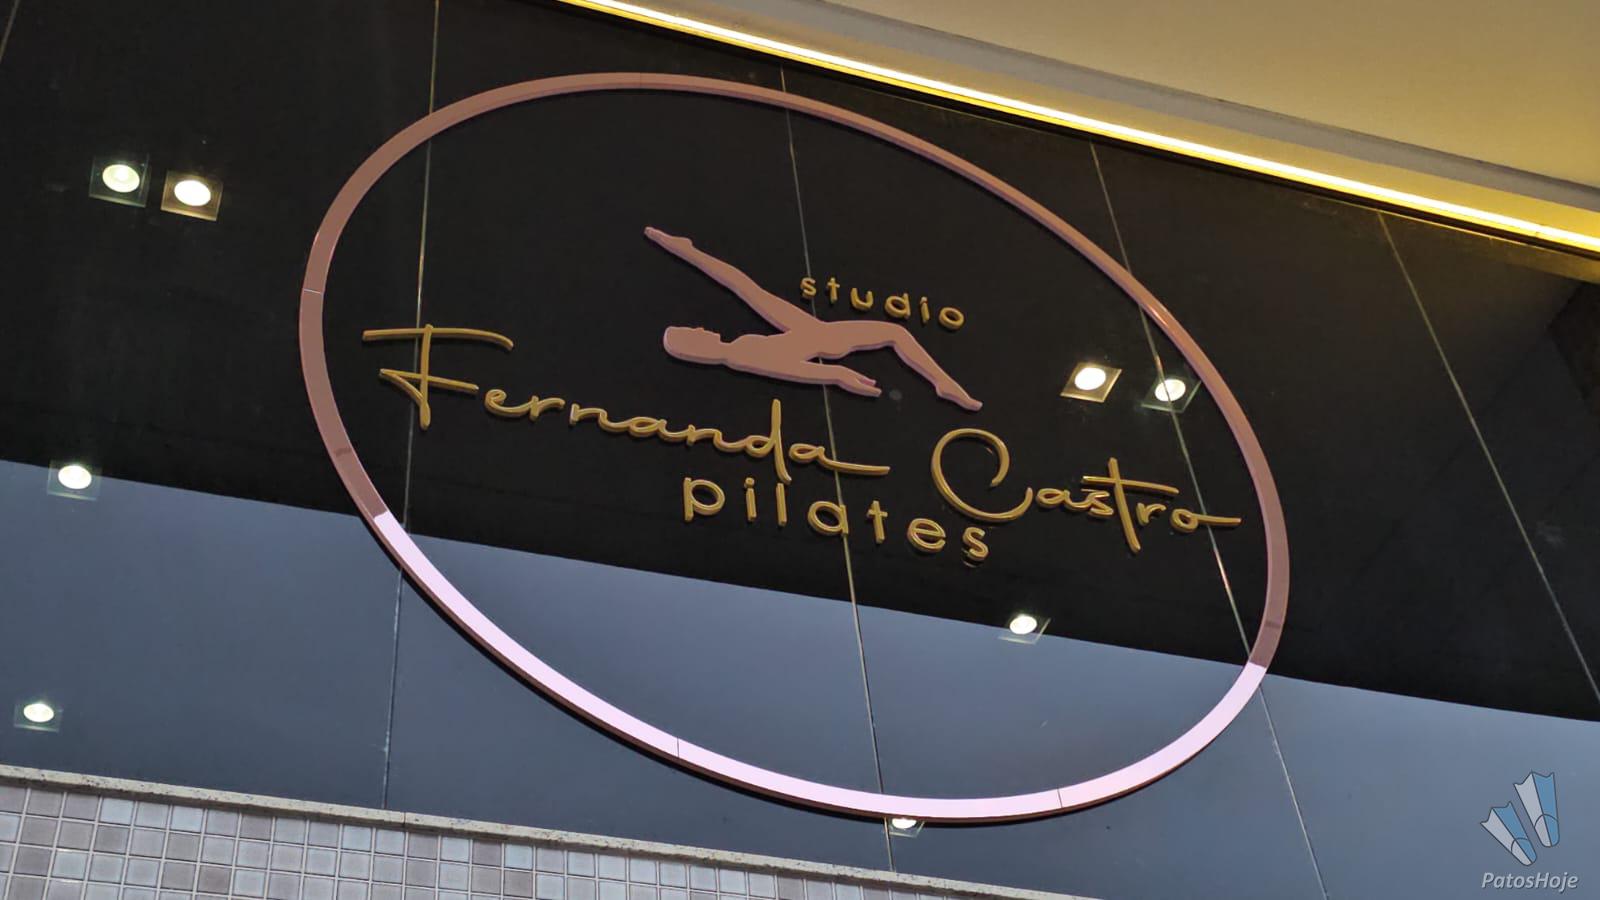 studio
Fernanda Castro
pilates
PatosHoje